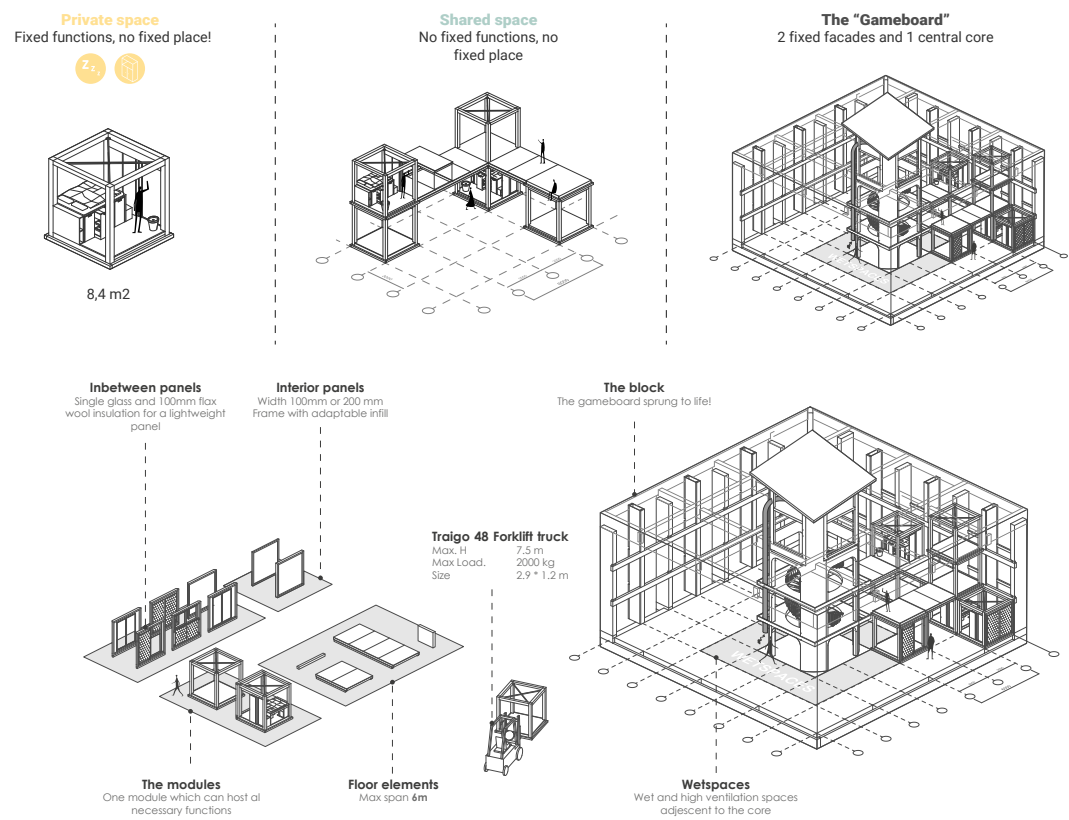 Private space
Fixed functions, no fixed place!
Z z z
8,4 m2
Shared space
No fixed functions, no
fixed place
The “Gameboard”
2 fixed facades and 1 central core
WETSPACES
Inbetween panels
Single glass and 100mm flax
wool insulation for a lightweight
panel
Interior panels
Width 100mm or 200 mm
Frame with adaptable infill
The block
The gameboard sprung to life!
Traigo 48 Forklift truck
Max. H 7.5 m
Max Load. 2000 kg
Size 2.9 * 1.2 m
WETSPACES
The modules
One module which can host al
necessary functions
Floor elements
Max span 6m
Wetspaces
Wet and high ventilation spaces
adjescent to the core